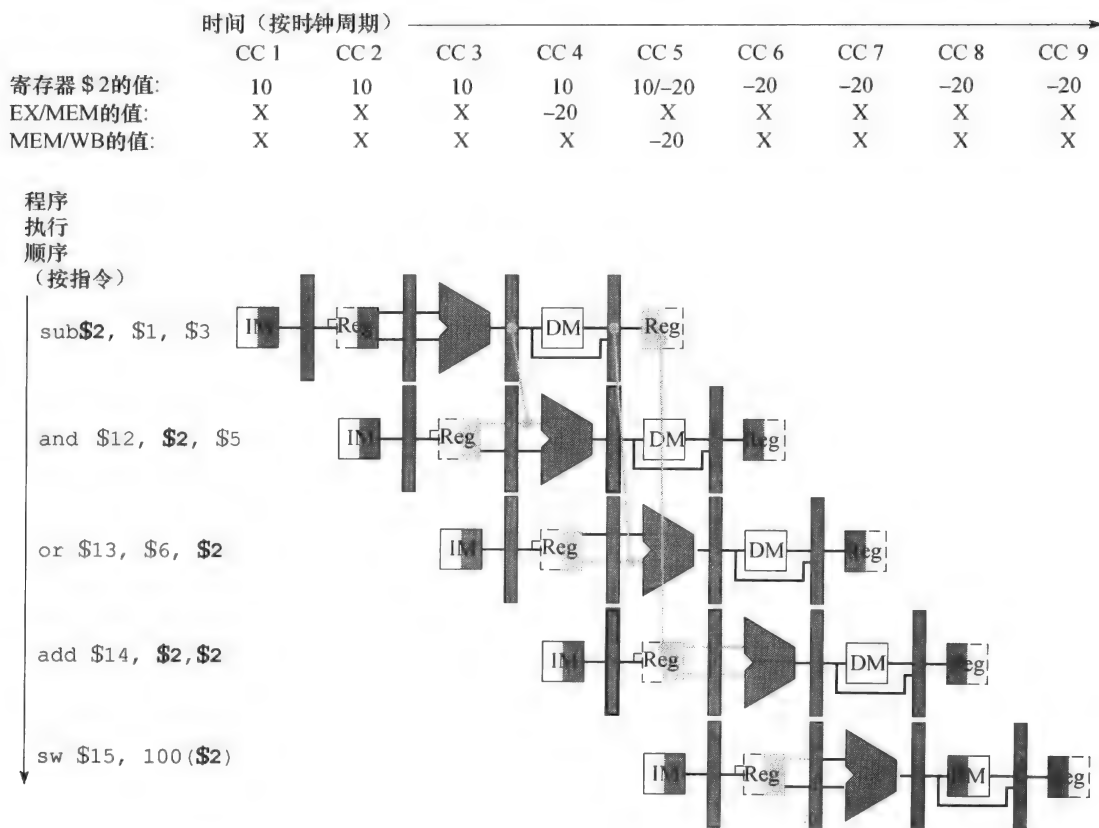 时间（按时钟周期）
CC 1 CC 2 CC 3 CC 4 CC 5 CC 6 CC 7 CC 8 CC 9
寄存器 $2的值: 10 10 10 10 10/–20 –20 –20 –20 –20
EX/MEM的值: X X X –20 X X X X X
MEM/WB的值: X X X X –20 X X X X
程序
执行
顺序
（按指令）
sub$2, $1, $3 IM Reg DM Reg
and $12, $2, $5 IM Reg DM Reg
or $13, $6, $2 IM Reg DM Reg
add $14, $2,$2 IM Reg DM Reg
sw $15, 100($2) IM Reg DM Reg